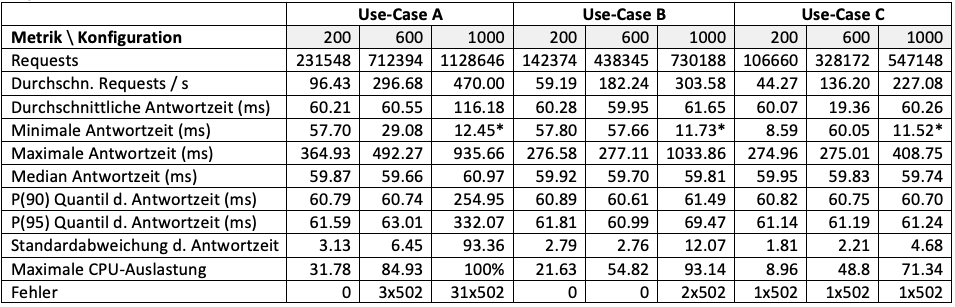 Use-Case A Use-Case B Use-Case C
Metrik \ Konfiguration 200 600 1000 200 600 1000 200 600 1000
Requests 231548 712394 1128646 142374 438345 730188 106660 328172 547148
Durchschn. Requests / s 96.43 296.68 470.00 59.19 182.24 303.58 44.27 136.20 227.08
Durchschnittliche Antwortzeit (ms) 60.21 60.55 116.18 60.28 59.95 61.65 60.07 19.36 60.26
Minimale Antwortzeit (ms) 57.70 29.08 12.45* 57.80 57.66 11.73* 8.59 60.05 11.52*
Maximale Antwortzeit (ms) 364.93 492.27 935.66 276.58 277.11 1033.86 274.96 275.01 408.75
Median Antwortzeit (ms) 59.87 59.66 60.97 59.92 59.70 59.81 59.95 59.83 59.74
P(90) Quantil d. Antwortzeit (ms) 60.79 60.74 254.95 60.89 60.61 61.49 60.82 60.75 60.70
P(95) Quantil d. Antwortzeit (ms) 61.59 63.01 332.07 61.81 60.99 69.47 61.14 61.19 61.24
Standardabweichung d. Antwortzeit 3.13 6.45 93.36 2.79 2.76 12.07 1.81 2.21 4.68
Maximale CPU-Auslastung 31.78 84.93 100% 21.63 54.82 93.14 8.96 48.8 71.34
Fehler 0 3x502 31x502 0 0 2x502 1x502 1x502 1x502